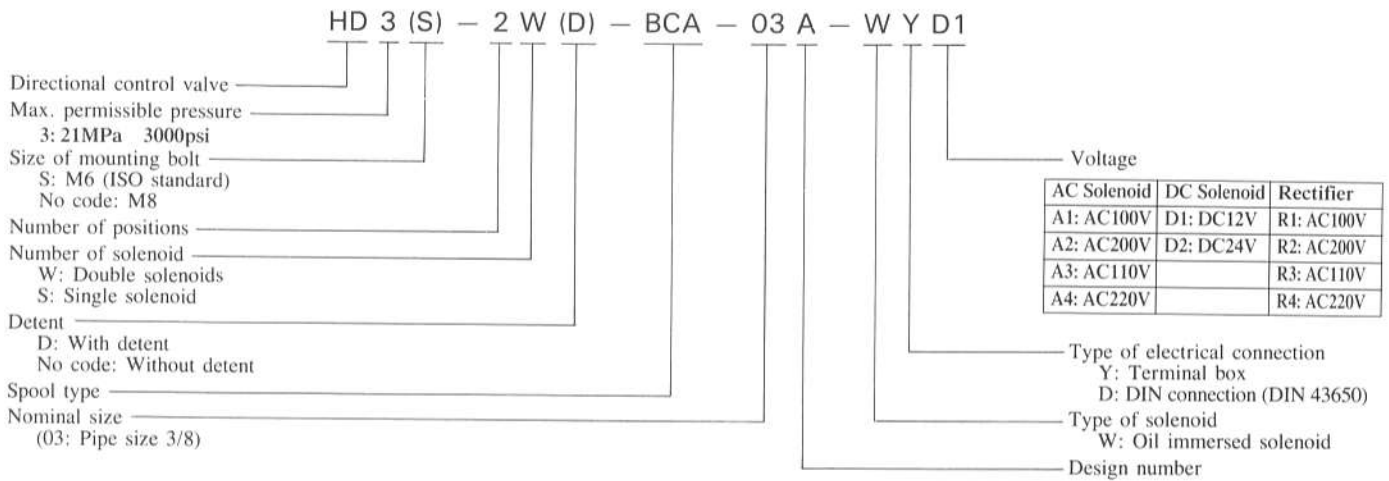 HD 3 (S) – 2 W (D) – BCA – 03 A – W Y D1
Directional control valve
Max. permissible pressure
3: 21MPa 3000psi
Size of mounting bolt
S: M6 (ISO standard)
No code: M8
Number of positions
Number of solenoid
W: Double solenoids
S: Single solenoid
Detent
D: With detent
No code: Without detent
Spool type
Nominal size
(03: Pipe size 3/8)
Voltage
AC Solenoid DC Solenoid Rectifier
A1: AC100V D1: DC12V R1: AC100V
A2: AC200V D2: DC24V R2: AC200V
A3: AC110V R3: AC110V
A4: AC220V R4: AC220V
Type of electrical connection
Y: Terminal box
D: DIN connection (DIN 43650)
Type of solenoid
W: Oil immersed solenoid
Design number